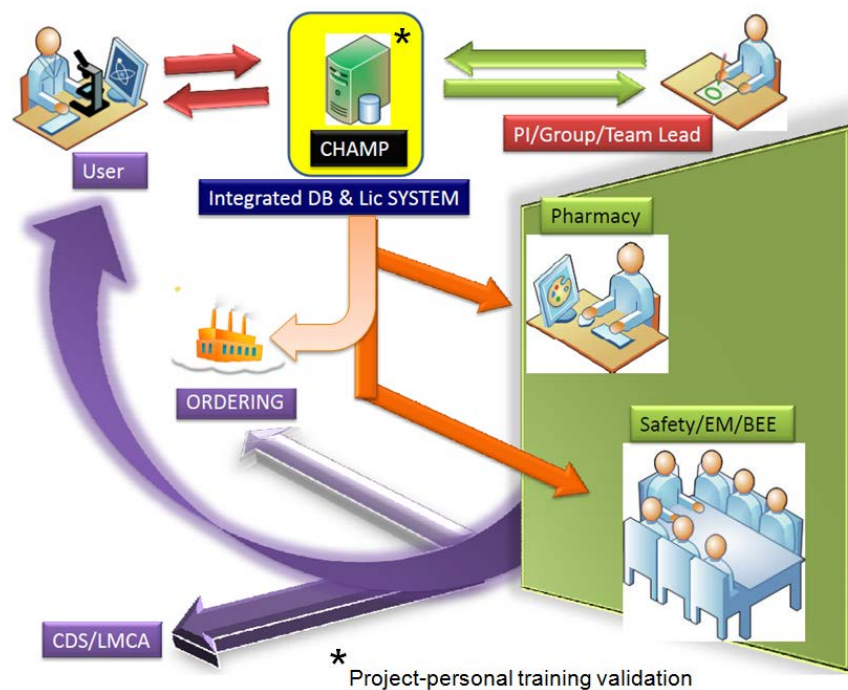 *
CHAMP
User
PI/Group/Team Lead
Integrated DB & Lic SYSTEM
Pharmacy
ORDERING
Safety/EM/BEE
CDS/LMCA
* Project-personal training validation